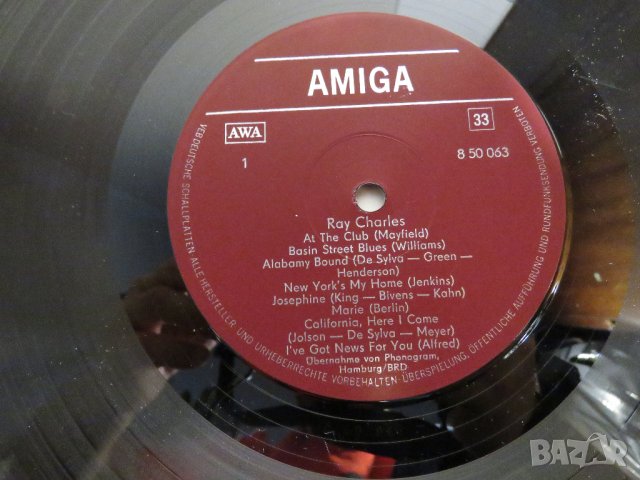 AMIGA
AWA
33
1
8 50 063
Ray Charles
At The Club (Mayfield)
Basin Street Blues (Williams)
Alabamy Bound (De Sylva — Green —
Henderson)
New York's My Home (Jenkins)
Josephine (King — Bivens — Kahn)
Marie (Berlin)
California, Here I Come
(Jolson — De Sylva — Meyer)
I've Got News For You (Alfred)
Übernahme von Phonogram,
Hamburg/BRD
VEB DEUTSCHE SCHALLPLATTEN ALLE HERSTELLER- UND URHEBERRECHTE VORBEHALTEN · ÜBERSPIELUNG, ÖFFENTLICHE AUFFÜHRUNG UND RUNDFUNKSENDUNG VERBOTEN
BAZAR